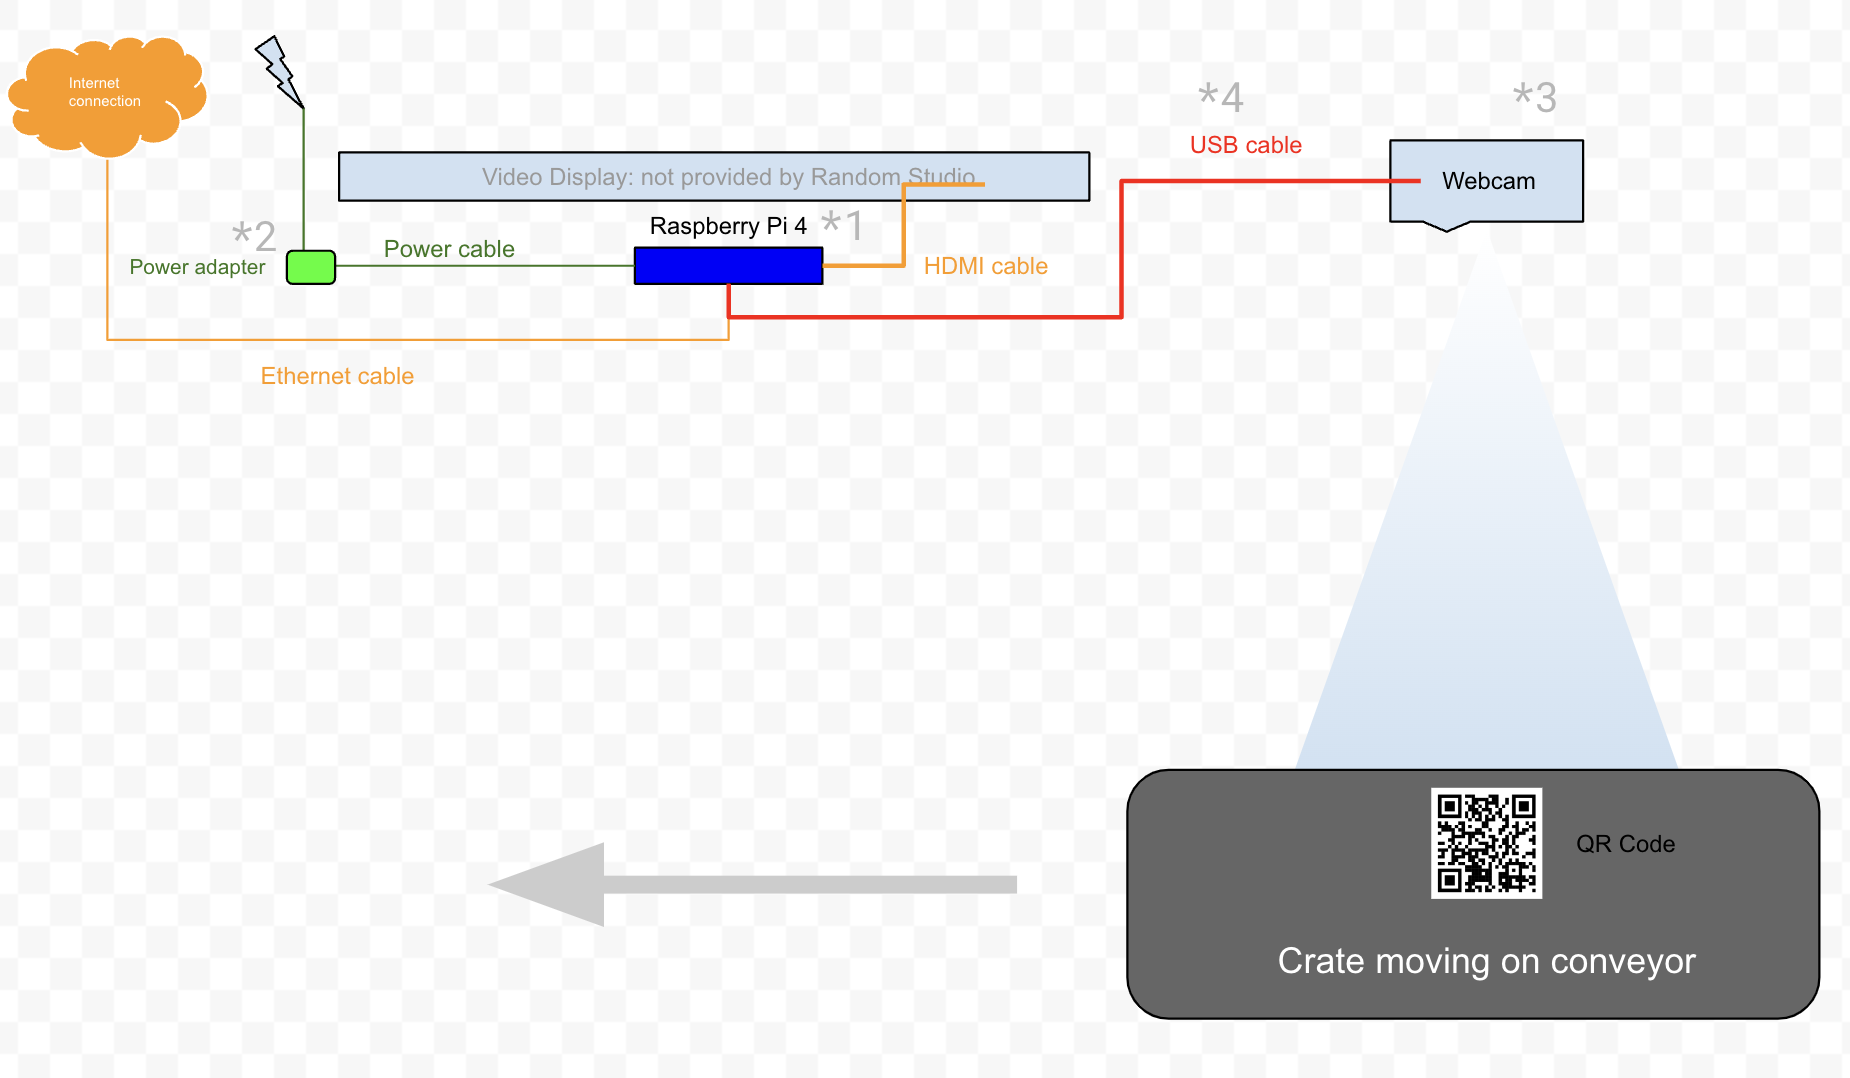 Internet
connection
*4
*3
USB cable
Video Display: not provided by Random Studio
Webcam
*2
Raspberry Pi 4
*1
Power cable
Power adapter
HDMI cable
Ethernet cable
QR Code
Crate moving on conveyor